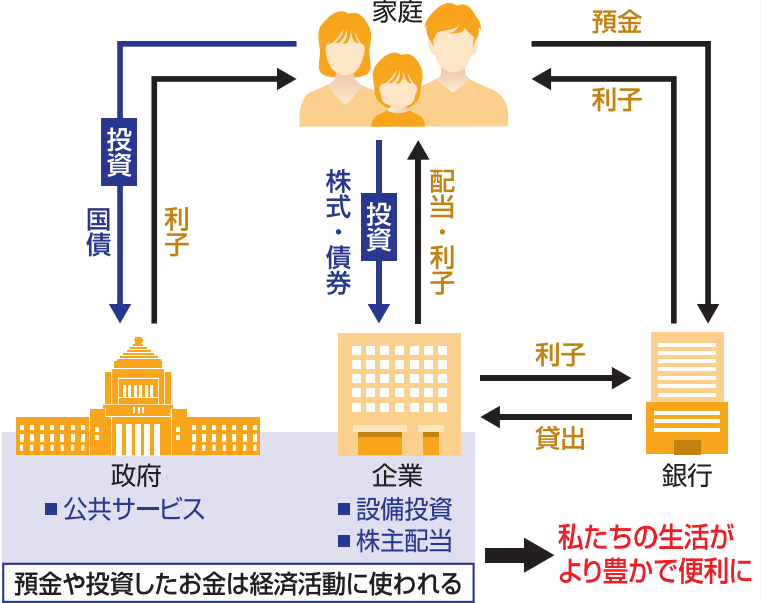 家庭
預金
利子
投資
国債
利子
株式・債券
投資
配当・利子
利子
貸出
政府
■公共サービス
企業
■設備投資
■株主配当
銀行
預金や投資したお金は経済活動に使われる
私たちの生活が
より豊かで便利に